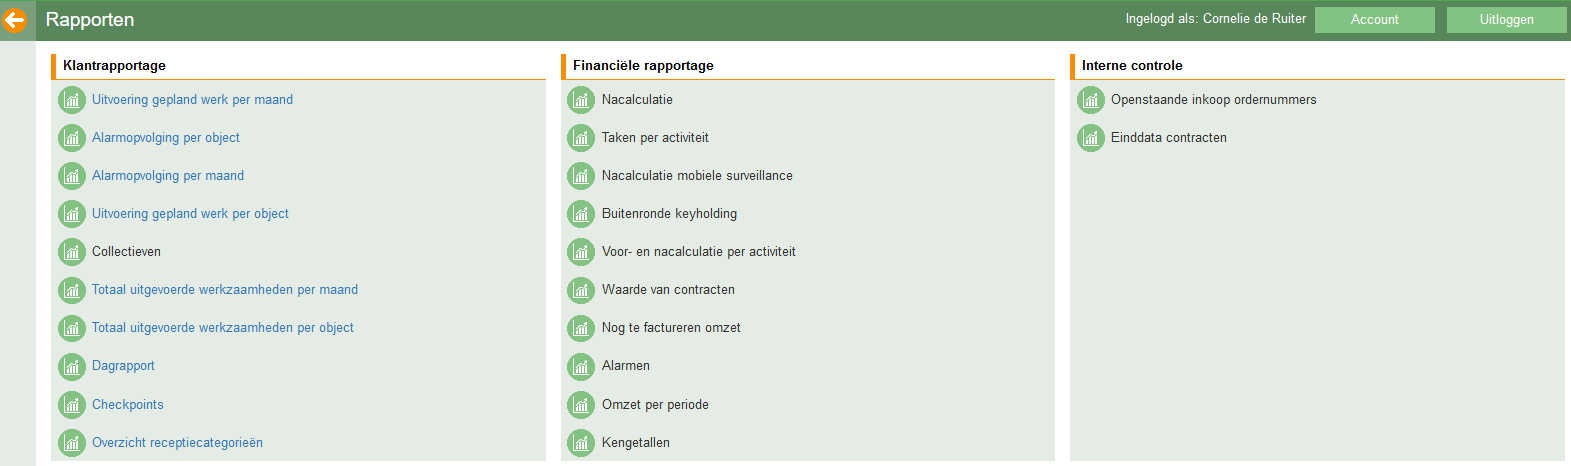 Rapporten
Ingelogd als: Cornelie de Ruiter
Account
Uitloggen
Klantrapportage
Uitvoering gepland werk per maand
Alarmopvolging per object
Alarmopvolging per maand
Uitvoering gepland werk per object
Collectieven
Totaal uitgevoerde werkzaamheden per maand
Totaal uitgevoerde werkzaamheden per object
Dagrapport
Checkpoints
Overzicht receptiecategorieën
Financiële rapportage
Nacalculatie
Taken per activiteit
Nacalculatie mobiele surveillance
Buitenronde keyholding
Voor- en nacalculatie per activiteit
Waarde van contracten
Nog te factureren omzet
Alarmen
Omzet per periode
Kengetallen
Interne controle
Openstaande inkoop ordernummers
Einddata contracten